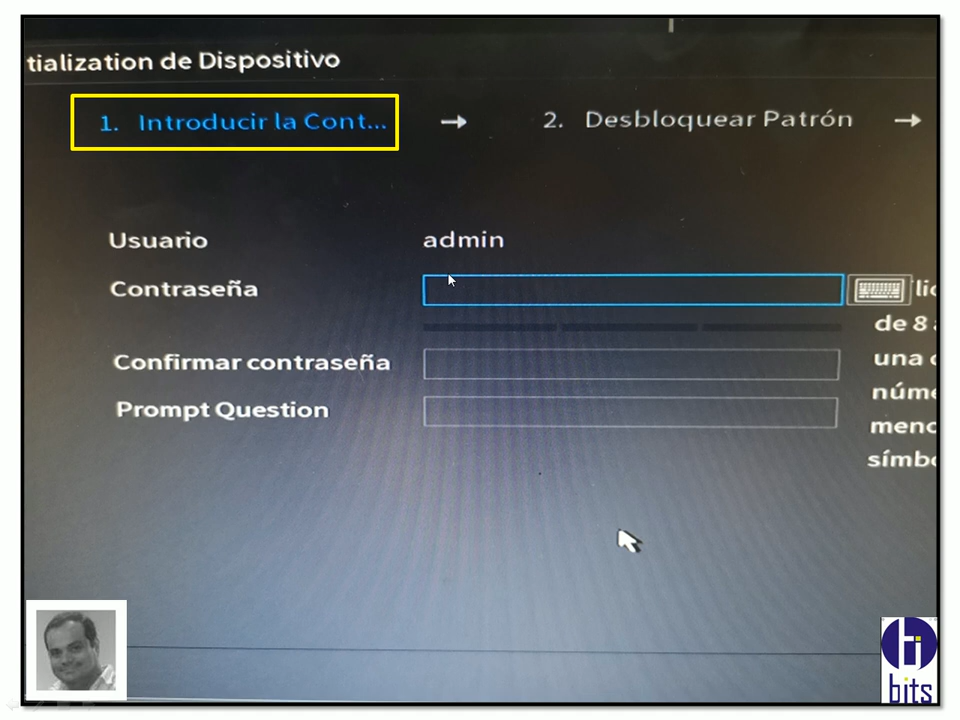 tialization de Dispositivo
1. Introducir la Cont... → 2. Desbloquear Patrón →
Usuario admin
Contraseña
de 8
Confirmar contraseña una
Prompt Question
bits